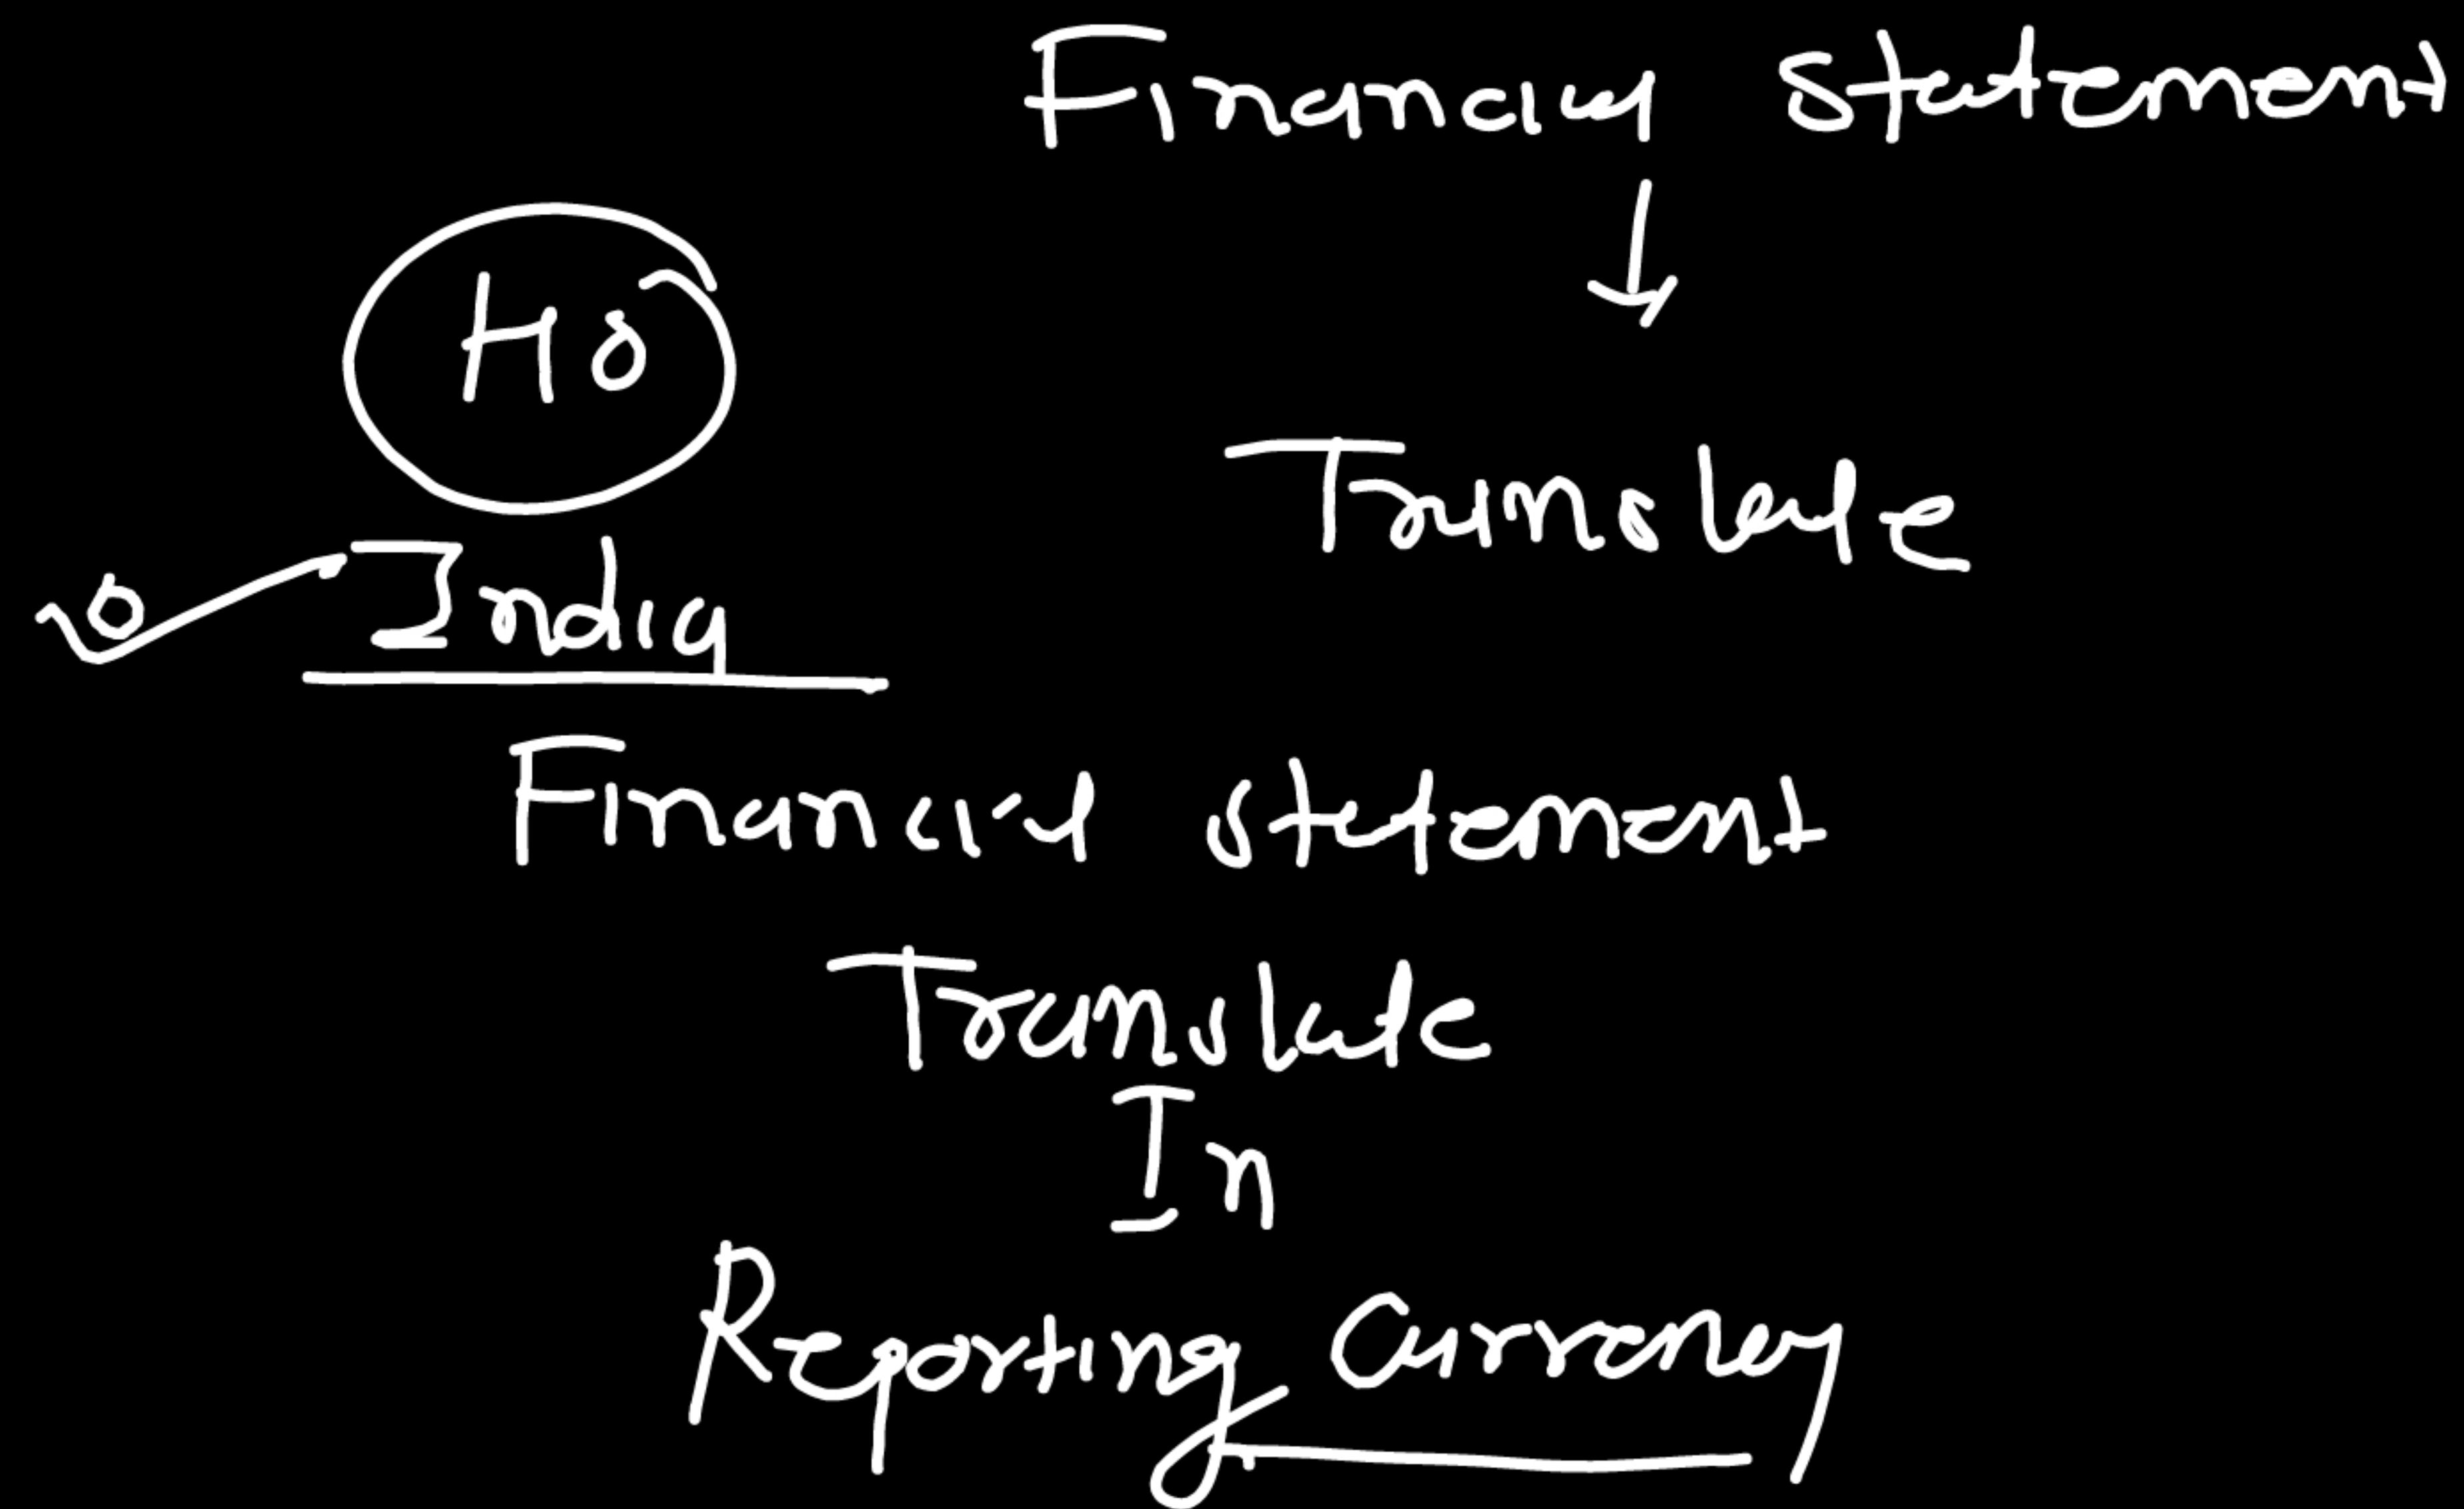 Financial Statement
HO
Translate
India
Financial Statement
Translate
In
Reporting Currency